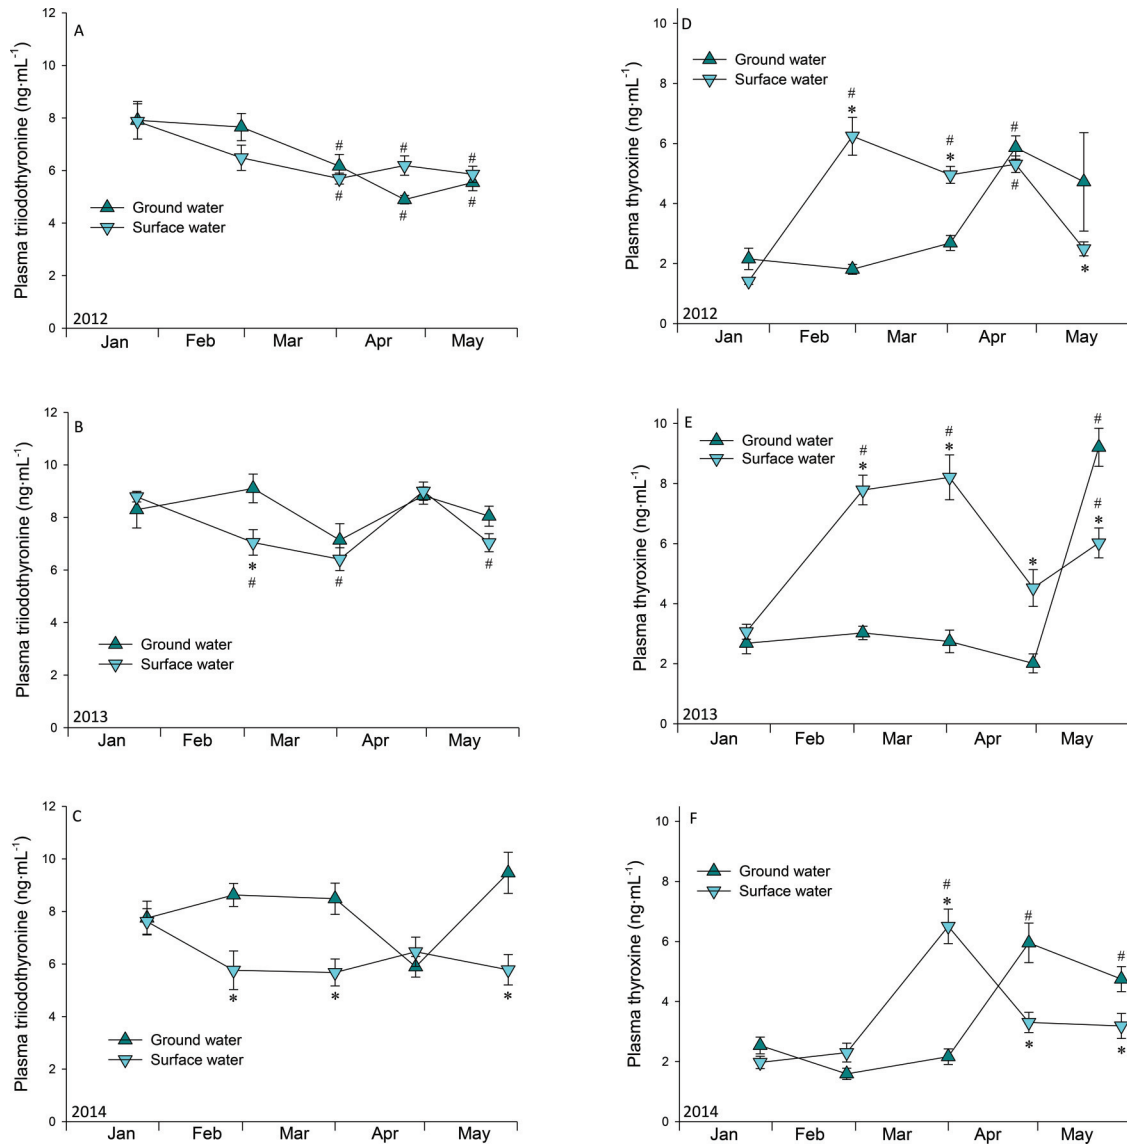 A
Plasma triiodothyronine (ng·mL⁻¹)
12
10
8
6
4
2
0
# # #
# # #
Ground water
Surface water
2012
Jan Feb Mar Apr May
D
Plasma thyroxine (ng·mL⁻¹)
10
8
6
4
2
0
Ground water
Surface water
#
*
#
*
#
#
*
2012
Jan Feb Mar Apr May
B
Plasma triiodothyronine (ng·mL⁻¹)
12
10
8
6
4
2
0
*
# # #
Ground water
Surface water
2013
Jan Feb Mar Apr May
E
Plasma thyroxine (ng·mL⁻¹)
10
8
6
4
2
0
Ground water
Surface water
#
*
#
*
*
#
#
*
2013
Jan Feb Mar Apr May
C
Plasma triiodothyronine (ng·mL⁻¹)
12
10
8
6
4
2
0
* * *
Ground water
Surface water
2014
Jan Feb Mar Apr May
F
Plasma thyroxine (ng·mL⁻¹)
10
8
6
4
2
0
Ground water
Surface water
#
*
#
*
#
*
2014
Jan Feb Mar Apr May